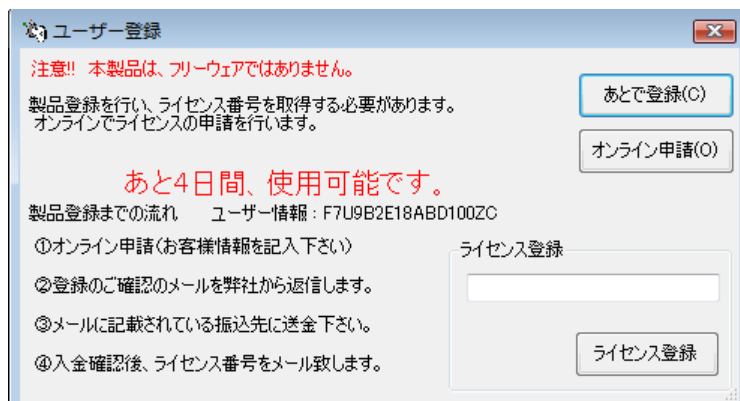 ユーザー登録
注意!! 本製品は、フリーウェアではありません。
製品登録を行い、ライセンス番号を取得する必要があります。
オンラインでライセンスの申請を行います。
あとで登録(C)
オンライン申請(O)
あと4日間、使用可能です。
製品登録までの流れ ユーザー情報:F7U9B2E18ABD100ZC
①オンライン申請(お客様情報を記入下さい)
②登録のご確認のメールを弊社から返信します。
③メールに記載されている振込先に送金下さい。
④入金確認後、ライセンス番号をメール致します。
ライセンス登録
ライセンス登録